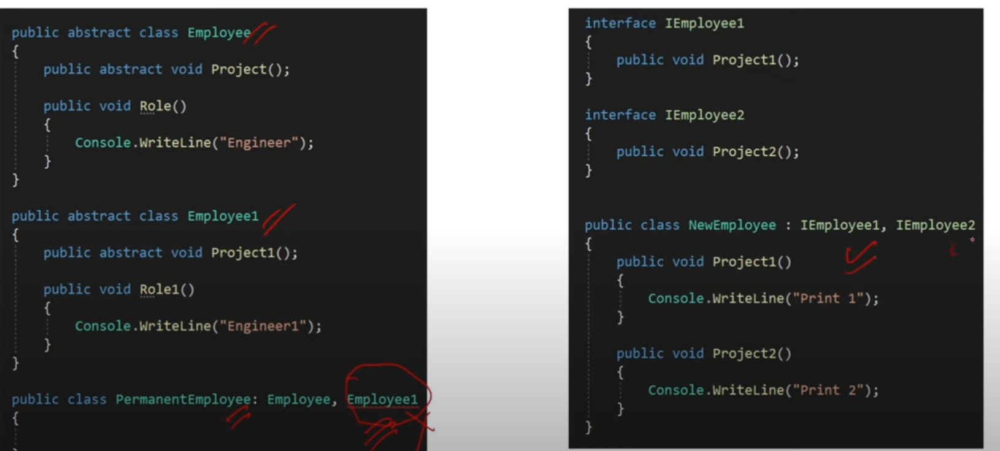 public abstract class Employee
{
public abstract void Project();
public void Role()
{
Console.WriteLine("Engineer");
}
}
public abstract class Employee1
{
public abstract void Project1();
public void Role1()
{
Console.WriteLine("Engineer1");
}
}
public class PermanentEmployee: Employee, Employee1
{
}
interface IEmployee1
{
public void Project1();
}
interface IEmployee2
{
public void Project2();
}
public class NewEmployee : IEmployee1, IEmployee2
{
public void Project1()
{
Console.WriteLine("Print 1");
}
public void Project2()
{
Console.WriteLine("Print 2");
}
}